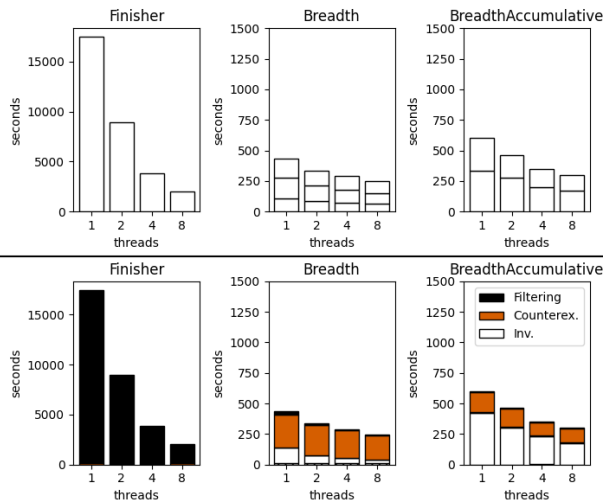 Finisher
Breadth
BreadthAccumulative
seconds
15000
10000
5000
0
1 2 4 8
threads
seconds
1500
1250
1000
750
500
250
0
1 2 4 8
threads
seconds
1500
1250
1000
750
500
250
0
1 2 4 8
threads
Finisher
Breadth
BreadthAccumulative
seconds
15000
10000
5000
0
1 2 4 8
threads
seconds
1500
1250
1000
750
500
250
0
1 2 4 8
threads
seconds
1500
1250
1000
750
500
250
0
Filtering
Counterex.
Inv.
1 2 4 8
threads